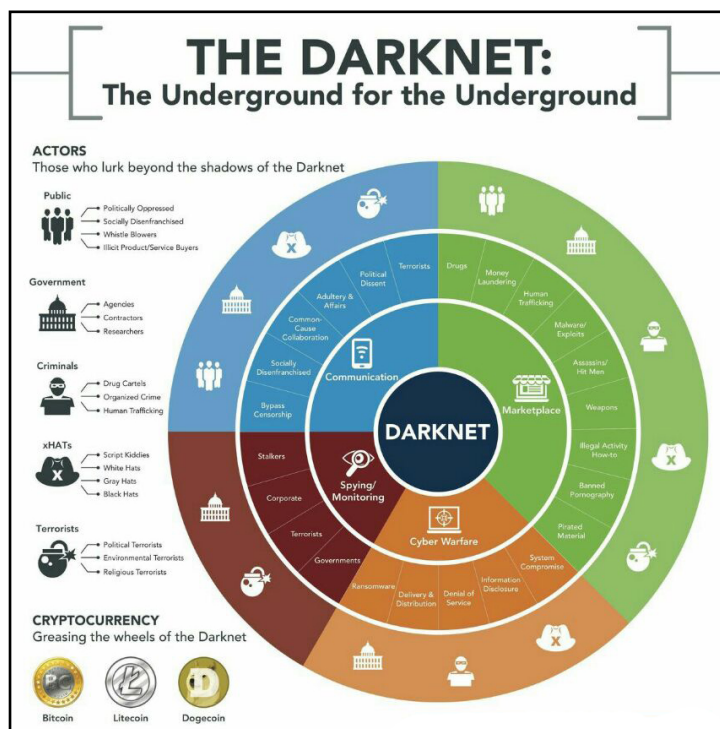 THE DARKNET:
The Underground for the Underground
ACTORS
Those who lurk beyond the shadows of the Darknet
Public
Politically Oppressed
Socially Disenfranchised
Whistle Blowers
Illicit Product/Service Buyers
Government
Agencies
Contractors
Researchers
Criminals
Drug Cartels
Organized Crime
Human Trafficking
xHATs
X
Script Kiddies
White Hats
Gray Hats
Black Hats
Terrorists
Political Terrorists
Environmental Terrorists
Religious Terrorists
CRYPTOCURRENCY
Greasing the wheels of the Darknet
Bitcoin
Litecoin
Dogecoin
DARKNET
Communication
Bypass
Censorship
Socially
Disenfranchised
Common-
Cause
Collaboration
Adultery &
Affairs
Political
Dissent
Terrorists
X
Marketplace
Drugs
Money
Laundering
Human
Trafficking
Malware/
Exploits
Assassins/
Hit Men
Weapons
Illegal Activity
How-to
Banned
Pornography
Pirated
Material
X
Cyber Warfare
System
Compromise
Information
Disclosure
Denial of
Service
Delivery &
Distribution
Ransomware
X
Spying/
Monitoring
Stalkers
Corporate
Terrorists
Governments